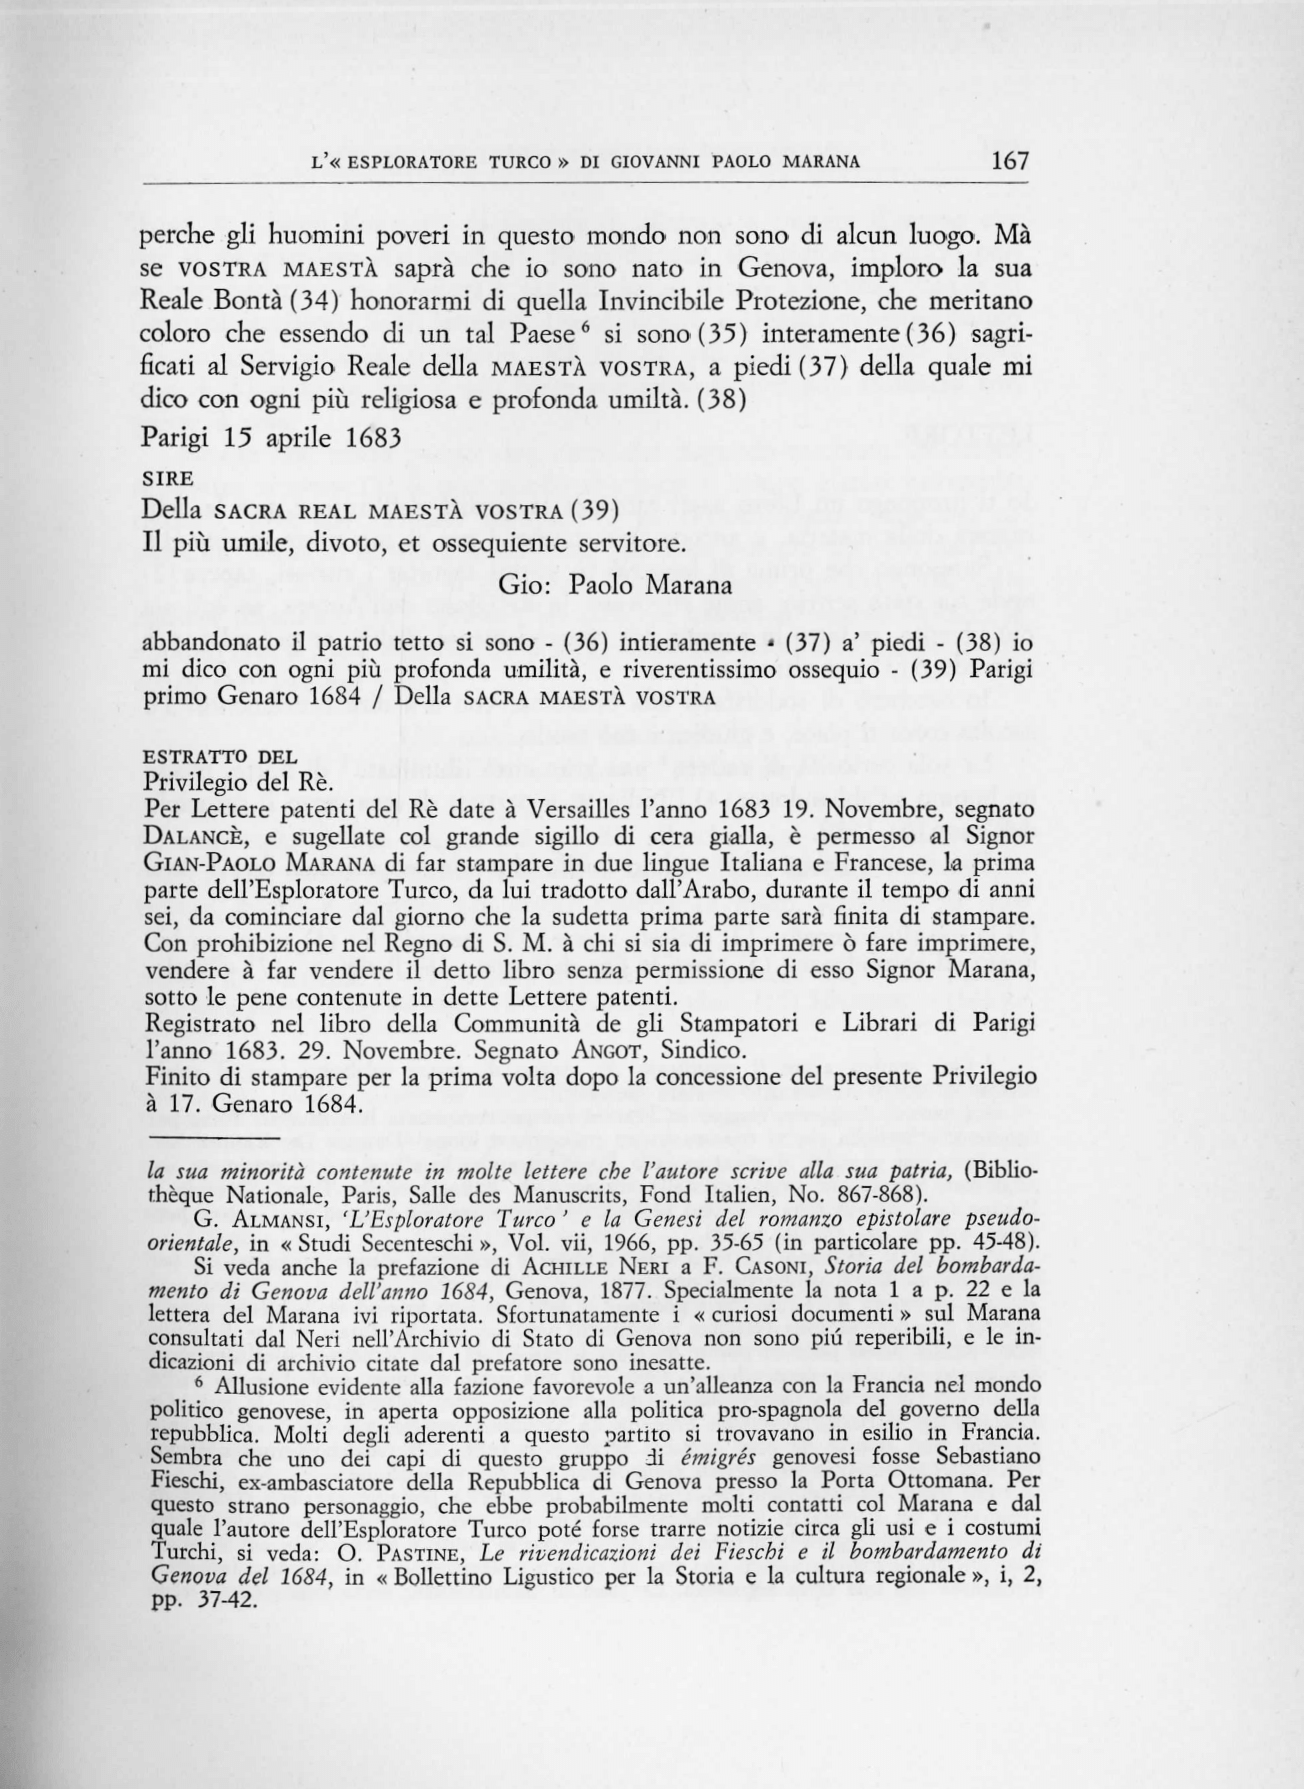 L'« ESPLORATORE TURCO » DI GIOVANNI PAOLO MARANA 167
perche gli huomini poveri in questo mondo non sono di alcun luogo. Mà
se VOSTRA MAESTÀ saprà che io sono nato in Genova, imploro la sua
Reale Bontà (34) honorarmi di quella Invincibile Protezione, che meritano
coloro che essendo di un tal Paese ⁶ si sono (35) interamente (36) sagri-
ficati al Servigio Reale della MAESTÀ VOSTRA, a piedi (37) della quale mi
dico con ogni più religiosa e profonda umiltà. (38)
Parigi 15 aprile 1683
SIRE
Della SACRA REAL MAESTÀ VOSTRA (39)
Il più umile, divoto, et ossequiente servitore.
Gio: Paolo Marana
abbandonato il patrio tetto si sono - (36) intieramente - (37) a' piedi - (38) io
mi dico con ogni più profonda umilità, e riverentissimo ossequio - (39) Parigi
primo Genaro 1684 / Della SACRA MAESTÀ VOSTRA
ESTRATTO DEL
Privilegio del Rè.
Per Lettere patenti del Rè date à Versailles l'anno 1683 19. Novembre, segnato
DALANCÈ, e sugellate col grande sigillo di cera gialla, è permesso al Signor
GIAN-PAOLO MARANA di far stampare in due lingue Italiana e Francese, la prima
parte dell'Esploratore Turco, da lui tradotto dall'Arabo, durante il tempo di anni
sei, da cominciare dal giorno che la sudetta prima parte sarà finita di stampare.
Con prohibizione nel Regno di S. M. à chi si sia di imprimere ò fare imprimere,
vendere à far vendere il detto libro senza permissione di esso Signor Marana,
sotto le pene contenute in dette Lettere patenti.
Registrato nel libro della Communità de gli Stampatori e Librari di Parigi
l'anno 1683. 29. Novembre. Segnato ANGOT, Sindico.
Finito di stampare per la prima volta dopo la concessione del presente Privilegio
à 17. Genaro 1684.
la sua minorità contenute in molte lettere che l'autore scrive alla sua patria, (Biblio-
thèque Nationale, Paris, Salle des Manuscrits, Fond Italien, No. 867-868).
G. ALMANSI, 'L'Esploratore Turco' e la Genesi del romanzo epistolare pseudo-
orientale, in « Studi Secenteschi », Vol. vii, 1966, pp. 35-65 (in particolare pp. 45-48).
Si veda anche la prefazione di ACHILLE NERI a F. CASONI, Storia del bombarda-
mento di Genova dell'anno 1684, Genova, 1877. Specialmente la nota 1 a p. 22 e la
lettera del Marana ivi riportata. Sfortunatamente i « curiosi documenti » sul Marana
consultati dal Neri nell'Archivio di Stato di Genova non sono piú reperibili, e le in-
dicazioni di archivio citate dal prefatore sono inesatte.
⁶ Allusione evidente alla fazione favorevole a un'alleanza con la Francia nel mondo
politico genovese, in aperta opposizione alla politica pro-spagnola del governo della
repubblica. Molti degli aderenti a questo partito si trovavano in esilio in Francia.
Sembra che uno dei capi di questo gruppo di émigrés genovesi fosse Sebastiano
Fieschi, ex-ambasciatore della Repubblica di Genova presso la Porta Ottomana. Per
questo strano personaggio, che ebbe probabilmente molti contatti col Marana e dal
quale l'autore dell'Esploratore Turco poté forse trarre notizie circa gli usi e i costumi
Turchi, si veda: O. PASTINE, Le rivendicazioni dei Fieschi e il bombardamento di
Genova del 1684, in « Bollettino Ligustico per la Storia e la cultura regionale », i, 2,
pp. 37-42.